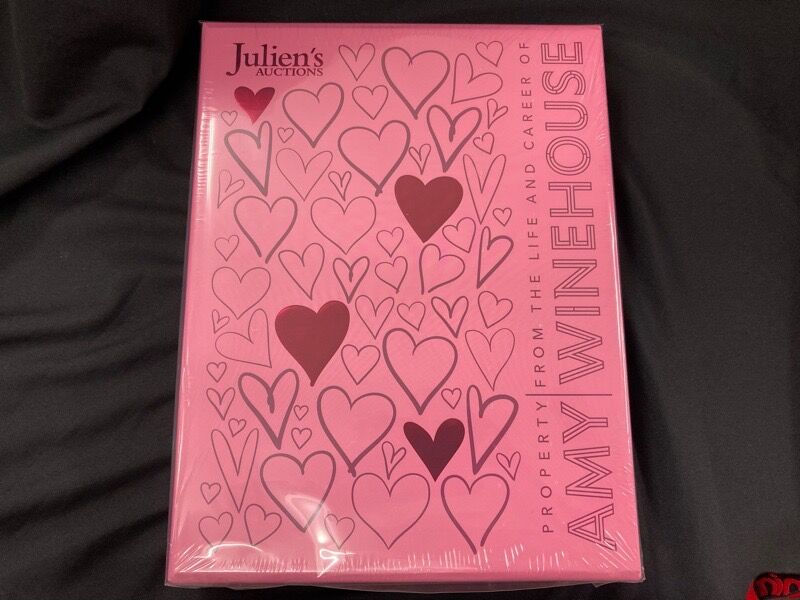 Julien's
AUCTIONS
PROPERTY FROM THE LIFE AND CAREER OF
AMY WINEHOUSE